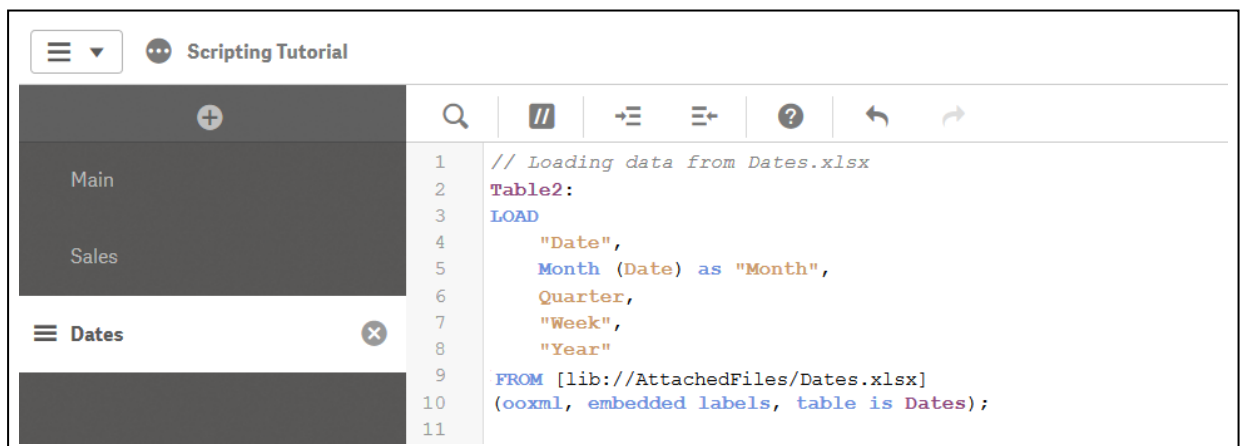 Scripting Tutorial
Main
Sales
Dates
1 // Loading data from Dates.xlsx
2 Table2:
3 LOAD
4 "Date",
5 Month (Date) as "Month",
6 Quarter,
7 "Week",
8 "Year"
9 FROM [lib://AttachedFiles/Dates.xlsx]
10 (ooxml, embedded labels, table is Dates);
11